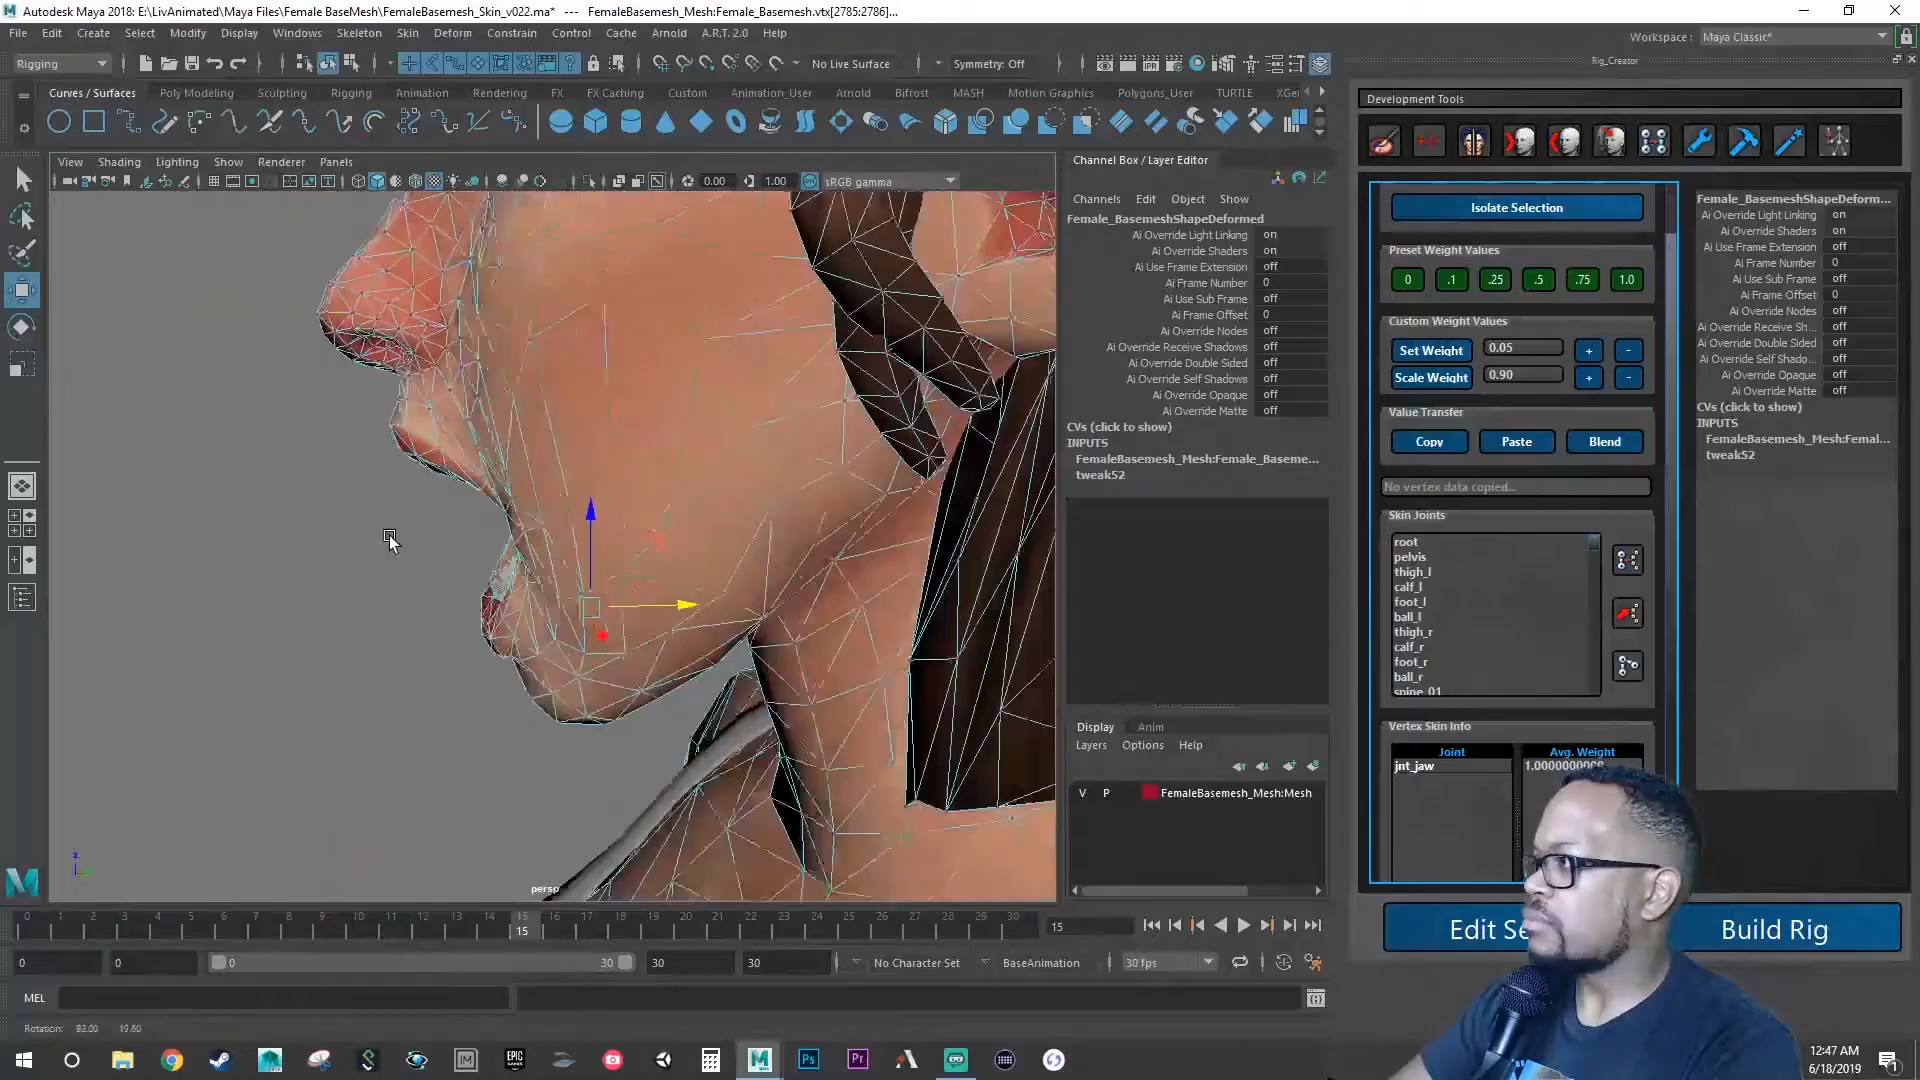 Autodesk Maya 2018: E:\LivAnimated\Maya Files\Female BaseMesh\FemaleBasemesh_Skin_v022.ma* --- FemaleBasemesh_Mesh:Female_Basemesh.vtx[2785:2786]...
File Edit Create Select Modify Display Windows Skeleton Skin Deform Constrain Control Cache Arnold A.R.T. 2.0 Help
Workspace : Maya Classic*
Rigging
No Live Surface
Symmetry: Off
Rig_Creator
Curves / Surfaces Poly Modeling Sculpting Rigging Animation Rendering FX FX Caching Custom Animation_User Arnold Bifrost MASH Motion Graphics Polygons_User TURTLE XGe
Development Tools
View Shading Lighting Show Renderer Panels
0.00 1.00 sRGB gamma
Channel Box / Layer Editor
Channels Edit Object Show
Female_BasemeshShapeDeformed
Ai Override Light Linking on
Ai Override Shaders on
Ai Use Frame Extension off
Ai Frame Number 0
Ai Use Sub Frame off
Ai Frame Offset 0
Ai Override Nodes off
Ai Override Receive Shadows off
Ai Override Double Sided off
Ai Override Self Shadows off
Ai Override Opaque off
Ai Override Matte off
CVs (click to show)
INPUTS
FemaleBasemesh_Mesh:Female_Baseme...
tweak52
Display Anim
Layers Options Help
V P FemaleBasemesh_Mesh:Mesh
Isolate Selection
Preset Weight Values
0 .1 .25 .5 .75 1.0
Custom Weight Values
Set Weight 0.05 + -
Scale Weight 0.90 + -
Value Transfer
Copy Paste Blend
No vertex data copied...
Skin Joints
root
pelvis
thigh_l
calf_l
foot_l
ball_l
thigh_r
calf_r
foot_r
ball_r
spine_01
Vertex Skin Info
Joint Avg. Weight
jnt_jaw
Female_BasemeshShapeDeform...
Ai Override Light Linking on
Ai Override Shaders on
Ai Use Frame Extension off
Ai Frame Number 0
Ai Use Sub Frame off
Ai Frame Offset 0
Ai Override Nodes off
Ai Override Receive Sh... off
Ai Override Double Sided off
Ai Override Self Shado... off
Ai Override Opaque off
Ai Override Matte off
CVs (click to show)
INPUTS
FemaleBasemesh_Mesh:Femal...
tweak52
Edit Se
Build Rig
z
persp
0 1 2 3 4 5 6 7 8 9 10 11 12 13 14 15 16 17 18 19 20 21 22 23 24 25 26 27 28 29 30
15
15
0 0 0 30 30 30
No Character Set
BaseAnimation
30 fps
MEL
Rotation: 19.60
IM
EPIC
Ps
Pr
12:47 AM
6/18/2019
1